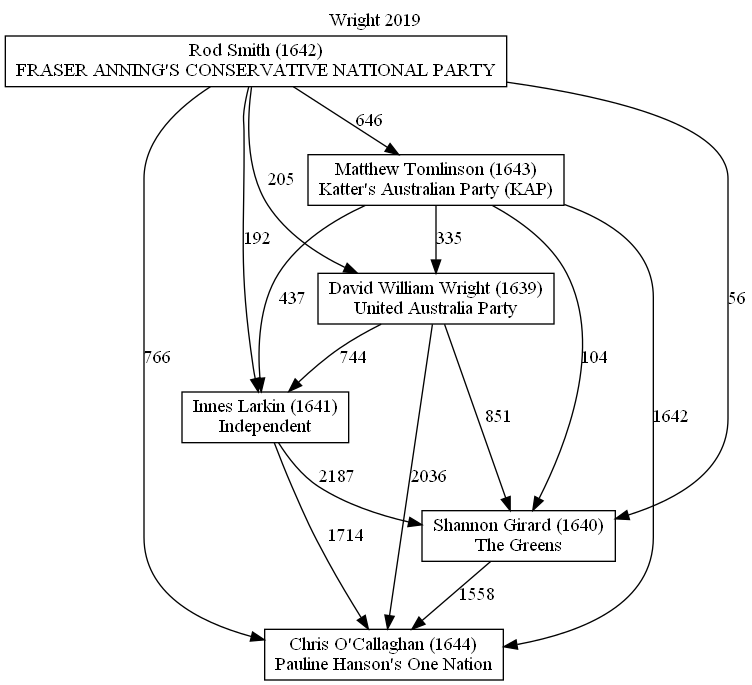 Wright 2019
Rod Smith (1642)
FRASER ANNING'S CONSERVATIVE NATIONAL PARTY
646
Matthew Tomlinson (1643)
Katter's Australian Party (KAP)
205
192
335
David William Wright (1639)
United Australia Party
437
56
766
744
104
Innes Larkin (1641)
Independent
851
1642
2187
2036
1714
Shannon Girard (1640)
The Greens
1558
Chris O'Callaghan (1644)
Pauline Hanson's One Nation